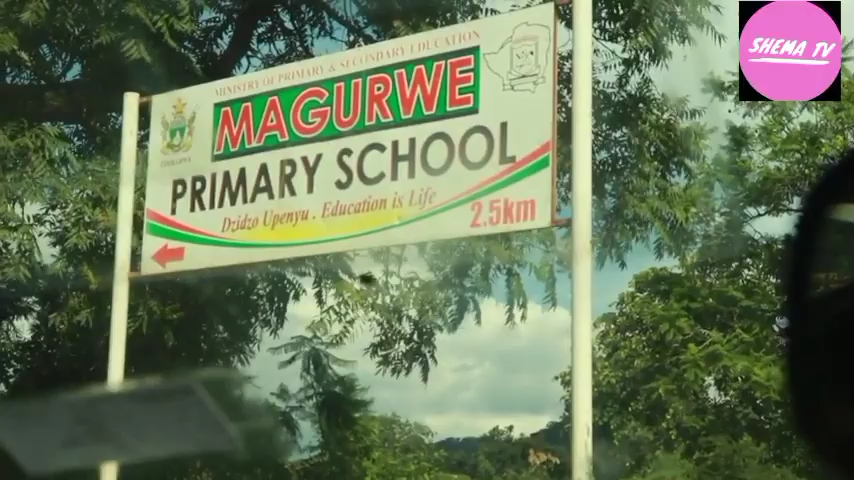 SHEMA TV
MINISTRY OF PRIMARY & SECONDARY EDUCATION
MAGURWE
PRIMARY SCHOOL
Dzidzo Upenyu . Education is Life
2.5km